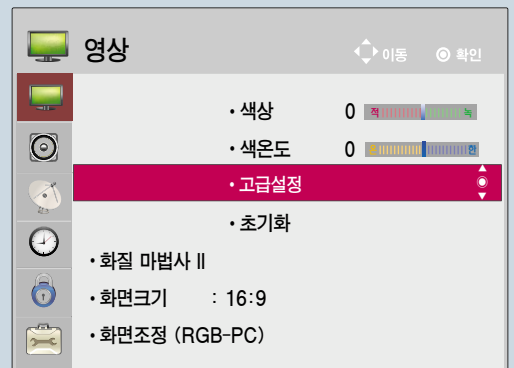 영상 이동 확인
· 색상 0 적 녹
· 색온도 0 온 한
· 고급설정
· 초기화
· 화질 마법사 II
· 화면크기 : 16:9
· 화면조정 (RGB-PC)